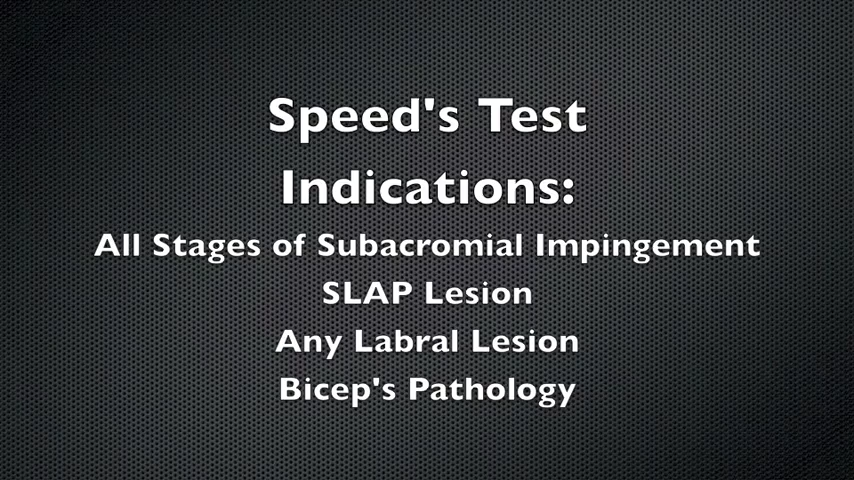 Speed's Test
Indications:
All Stages of Subacromial Impingement
SLAP Lesion
Any Labral Lesion
Bicep's Pathology